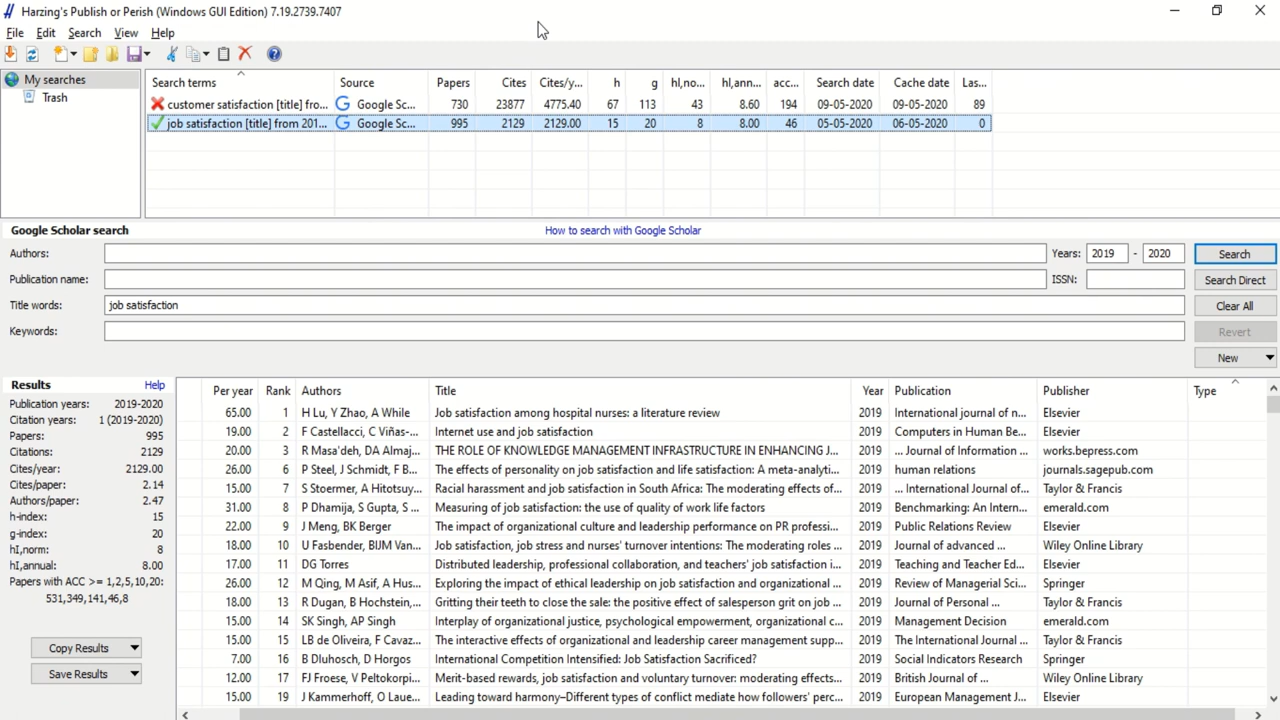 Harzing's Publish or Perish (Windows GUI Edition) 7.19.2739.7407
File Edit Search View Help
My searches
Trash
Search terms Source Papers Cites Cites/y... h g hI,no... hI,ann... acc... Search date Cache date Las...
customer satisfaction [title] fro... G Google Sc... 730 23877 4775.40 67 113 43 8.60 194 09-05-2020 09-05-2020 89
job satisfaction [title] from 201... G Google Sc... 995 2129 2129.00 15 20 8 8.00 46 05-05-2020 06-05-2020 0
Google Scholar search How to search with Google Scholar
Authors: Years: 2019 - 2020 Search
Publication name: ISSN: Search Direct
Title words: job satisfaction Clear All
Keywords: Revert
New
Results Help
Publication years: 2019-2020
Citation years: 1 (2019-2020)
Papers: 995
Citations: 2129
Cites/year: 2129.00
Cites/paper: 2.14
Authors/paper: 2.47
h-index: 15
g-index: 20
hI,norm: 8
hI,annual: 8.00
Papers with ACC >= 1,2,5,10,20:
531,349,141,46,8
Copy Results
Save Results
Per year Rank Authors Title Year Publication Publisher Type
65.00 1 H Lu, Y Zhao, A While Job satisfaction among hospital nurses: a literature review 2019 International journal of n... Elsevier
19.00 2 F Castellacci, C Viñas-... Internet use and job satisfaction 2019 Computers in Human Be... Elsevier
20.00 3 R Masa'deh, DA Almaj... THE ROLE OF KNOWLEDGE MANAGEMENT INFRASTRUCTURE IN ENHANCING J... 2019 ... Journal of Information ... works.bepress.com
26.00 6 P Steel, J Schmidt, F B... The effects of personality on job satisfaction and life satisfaction: A meta-analyti... 2019 human relations journals.sagepub.com
15.00 7 S Stoermer, A Hitotsuy... Racial harassment and job satisfaction in South Africa: The moderating effects of... 2019 ... International Journal of... Taylor & Francis
31.00 8 P Dhamija, S Gupta, S ... Measuring of job satisfaction: the use of quality of work life factors 2019 Benchmarking: An Intern... emerald.com
22.00 9 J Meng, BK Berger The impact of organizational culture and leadership performance on PR professi... 2019 Public Relations Review Elsevier
18.00 10 U Fasbender, BIJM Van... Job satisfaction, job stress and nurses' turnover intentions: The moderating roles ... 2019 Journal of advanced ... Wiley Online Library
17.00 11 DG Torres Distributed leadership, professional collaboration, and teachers' job satisfaction i... 2019 Teaching and Teacher Ed... Elsevier
26.00 12 M Qing, M Asif, A Hus... Exploring the impact of ethical leadership on job satisfaction and organizational ... 2019 Review of Managerial Sci... Springer
18.00 13 R Dugan, B Hochstein,... Gritting their teeth to close the sale: the positive effect of salesperson grit on job ... 2019 Journal of Personal ... Taylor & Francis
15.00 14 SK Singh, AP Singh Interplay of organizational justice, psychological empowerment, organizational c... 2019 Management Decision emerald.com
15.00 15 LB de Oliveira, F Cavaz... The interactive effects of organizational and leadership career management supp... 2019 The International Journal ... Taylor & Francis
7.00 16 B Dluhosch, D Horgos International Competition Intensified: Job Satisfaction Sacrificed? 2019 Social Indicators Research Springer
12.00 17 FJ Froese, V Peltokorpi... Merit-based rewards, job satisfaction and voluntary turnover: moderating effects... 2019 British Journal of ... Wiley Online Library
15.00 19 J Kammerhoff, O Laue... Leading toward harmony–Different types of conflict mediate how followers' perc... 2019 European Management J... Elsevier